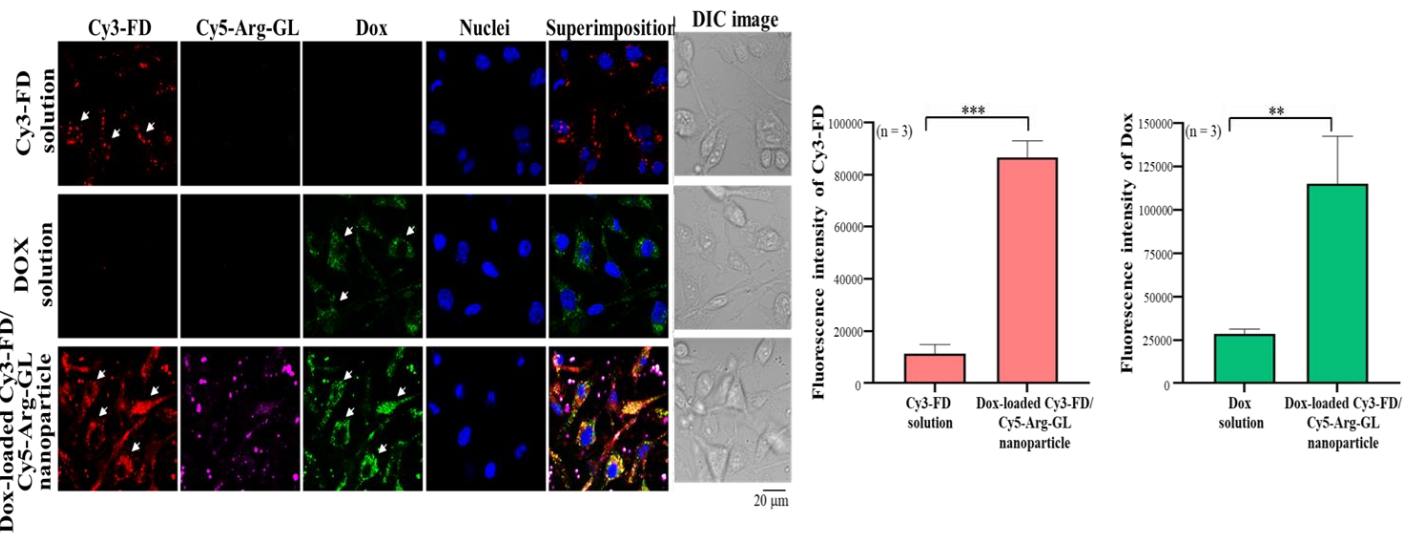 Cy3-FD Cy5-Arg-GL Dox Nuclei Superimposition DIC image
Cy3-FD
solution
DOX
solution
Dox-loaded Cy3-FD/
Cy5-Arg-GL
nanoparticle
20 µm
Fluorescence intensity of Cy3-FD
100000
80000
60000
40000
20000
0
(n = 3)
***
Cy3-FD
solution
Dox-loaded Cy3-FD/
Cy5-Arg-GL
nanoparticle
Fluorescence intensity of Dox
150000
125000
100000
75000
50000
25000
0
(n = 3)
**
Dox
solution
Dox-loaded Cy3-FD/
Cy5-Arg-GL
nanoparticle